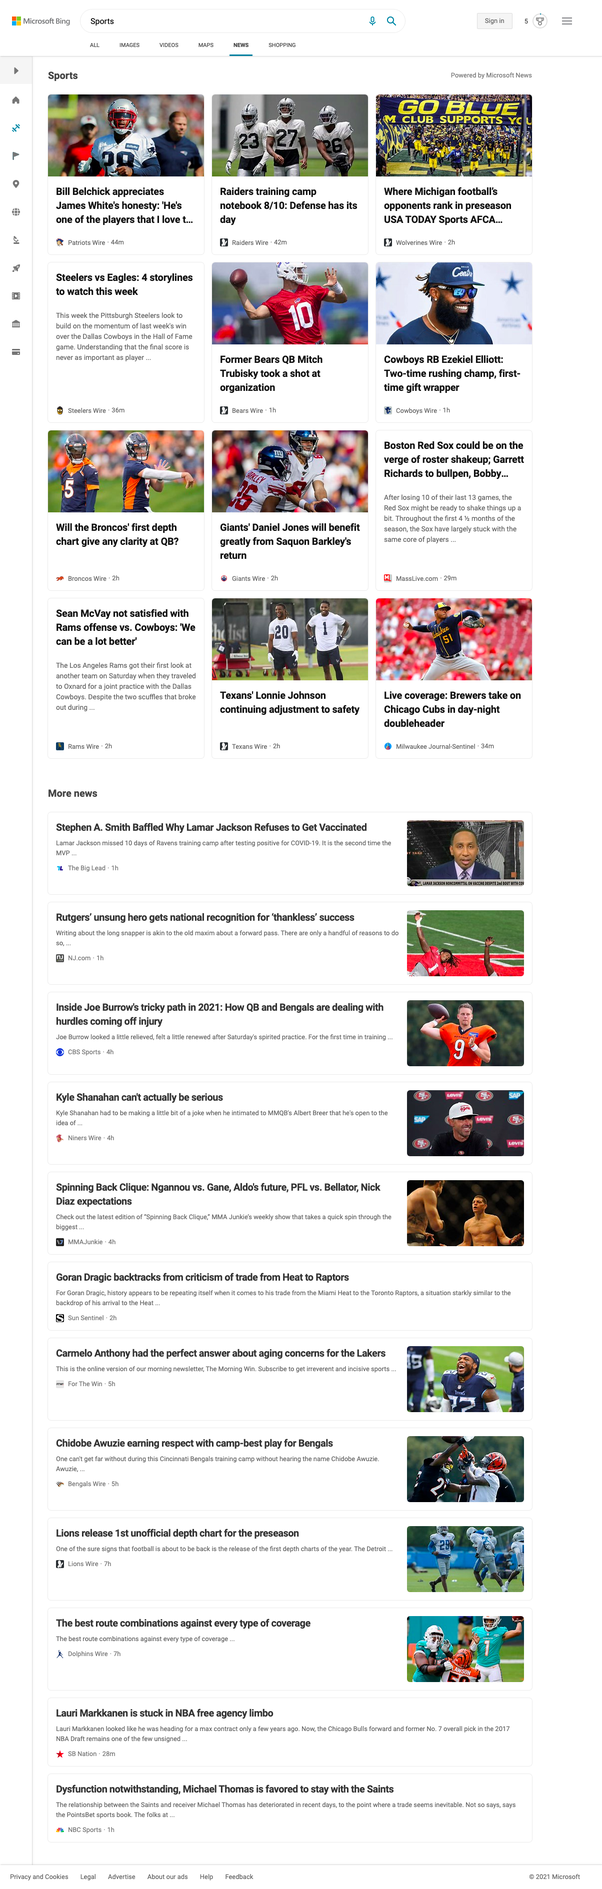 Microsoft Bing
Sports
Sign in
5
ALL
IMAGES
VIDEOS
MAPS
NEWS
SHOPPING
Sports
Powered by Microsoft News
Bill Belichick appreciates
James White's honesty: 'He's
one of the players that I love t...
Patriots Wire · 44m
23
27
26
Raiders training camp
notebook 8/10: Defense has its
day
Raiders Wire · 42m
GO BLUE
M CLUB SUPPORTS YOU
Where Michigan football's
opponents rank in preseason
USA TODAY Sports AFCA...
Wolverines Wire · 2h
Steelers vs Eagles: 4 storylines
to watch this week
This week the Pittsburgh Steelers look to
build on the momentum of last week's win
over the Dallas Cowboys in the Hall of Fame
game. Understanding that the final score is
never as important as player ...
Steelers Wire · 36m
10
Former Bears QB Mitch
Trubisky took a shot at
organization
Bears Wire · 1h
Cowboys RB Ezekiel Elliott:
Two-time rushing champ, first-
time gift wrapper
Cowboys Wire · 1h
Will the Broncos' first depth
chart give any clarity at QB?
Broncos Wire · 2h
Giants' Daniel Jones will benefit
greatly from Saquon Barkley's
return
Giants Wire · 2h
Boston Red Sox could be on the
verge of roster shakeup; Garrett
Richards to bullpen, Bobby...
After losing 10 of their last 13 games, the
Red Sox might be ready to shake things up a
bit. Throughout the first 4 ½ months of the
season, the Sox have largely stuck with the
same core of players ...
MassLive.com · 29m
Sean McVay not satisfied with
Rams offense vs. Cowboys: 'We
can be a lot better'
The Los Angeles Rams got their first look at
another team on Saturday when they traveled
to Oxnard for a joint practice with the Dallas
Cowboys. Despite the two scuffles that broke
out during ...
Rams Wire · 2h
20
1
Texans' Lonnie Johnson
continuing adjustment to safety
Texans Wire · 2h
51
Live coverage: Brewers take on
Chicago Cubs in day-night
doubleheader
Milwaukee Journal-Sentinel · 34m
More news
Stephen A. Smith Baffled Why Lamar Jackson Refuses to Get Vaccinated
Lamar Jackson missed 10 days of Ravens training camp after testing positive for COVID-19. It is the second time the
MVP ...
The Big Lead · 1h
Rutgers' unsung hero gets national recognition for 'thankless' success
Writing about the long snapper is akin to the old maxim about a forward pass. There are only a handful of reasons to do
so, ...
NJ.com · 1h
Inside Joe Burrow's tricky path in 2021: How QB and Bengals are dealing with
hurdles coming off injury
Joe Burrow looked a little relieved, felt a little renewed after Saturday's spirited practice. For the first time in training ...
CBS Sports · 4h
9
Kyle Shanahan can't actually be serious
Kyle Shanahan had to be making a little bit of a joke when he intimated to MMQB's Albert Breer that he's open to the
idea of ...
Niners Wire · 4h
SAP
Levi's
Spinning Back Clique: Ngannou vs. Gane, Aldo's future, PFL vs. Bellator, Nick
Diaz expectations
Check out the latest edition of "Spinning Back Clique," MMA Junkie's weekly show that takes a quick spin through the
biggest ...
MMAJunkie · 4h
Goran Dragic backtracks from criticism of trade from Heat to Raptors
For Goran Dragic, history appears to be repeating itself when it comes to his trade from the Miami Heat to the Toronto Raptors, a situation starkly similar to the
backdrop of his arrival to the Heat ...
Sun Sentinel · 2h
Carmelo Anthony had the perfect answer about aging concerns for the Lakers
This is the online version of our morning newsletter, The Morning Win. Subscribe to get irreverent and incisive sports ...
For The Win · 5h
Chidobe Awuzie earning respect with camp-best play for Bengals
One can't get far without during this Cincinnati Bengals training camp without hearing the name Chidobe Awuzie.
Awuzie, ...
Bengals Wire · 5h
Lions release 1st unofficial depth chart for the preseason
One of the sure signs that football is about to be back is the release of the first depth charts of the year. The Detroit ...
Lions Wire · 7h
The best route combinations against every type of coverage
The best route combinations against every type of coverage ...
Dolphins Wire · 7h
Lauri Markkanen is stuck in NBA free agency limbo
Lauri Markkanen looked like he was heading for a max contract only a few years ago. Now, the Chicago Bulls forward and former No. 7 overall pick in the 2017
NBA Draft remains one of the few unsigned ...
SB Nation · 28m
Dysfunction notwithstanding, Michael Thomas is favored to stay with the Saints
The relationship between the Saints and receiver Michael Thomas has deteriorated in recent days, to the point where a trade seems inevitable. Not so says, says
the PointsBet sports book. The folks at ...
NBC Sports · 1h
Privacy and Cookies
Legal
Advertise
About our ads
Help
Feedback
© 2021 Microsoft